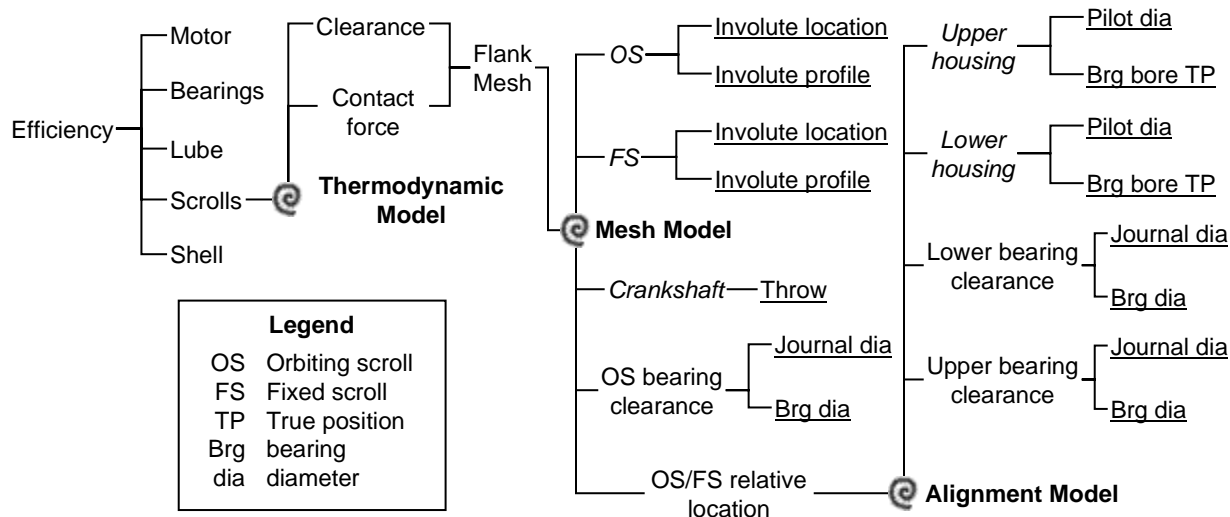 Efficiency
Motor
Bearings
Lube
Scrolls
Shell
Clearance
Contact
force
Thermodynamic
Model
Flank
Mesh
Mesh Model
OS
Involute location
Involute profile
FS
Involute location
Involute profile
Crankshaft
Throw
OS bearing
clearance
Journal dia
Brg dia
OS/FS relative
location
Alignment Model
Upper
housing
Pilot dia
Brg bore TP
Lower
housing
Pilot dia
Brg bore TP
Lower bearing
clearance
Journal dia
Brg dia
Upper bearing
clearance
Journal dia
Brg dia
Legend
OS Orbiting scroll
FS Fixed scroll
TP True position
Brg bearing
dia diameter